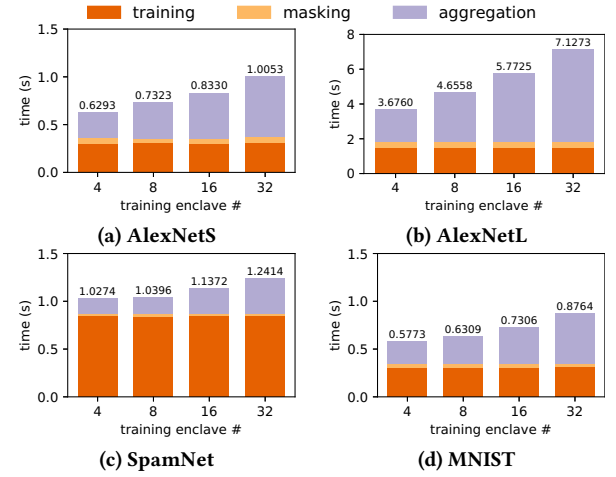 training masking aggregation
time (s)
1.0
0.5
0.0
0.6293
0.7323
0.8330
1.0053
4 8 16 32
training enclave #
(a) AlexNetS
time (s)
8
6
4
2
0
3.6760
4.6558
5.7725
7.1273
4 8 16 32
training enclave #
(b) AlexNetL
time (s)
1.5
1.0
0.5
0.0
1.0274
1.0396
1.1372
1.2414
4 8 16 32
training enclave #
(c) SpamNet
time (s)
1.5
1.0
0.5
0.0
0.5773
0.6309
0.7306
0.8764
4 8 16 32
training enclave #
(d) MNIST